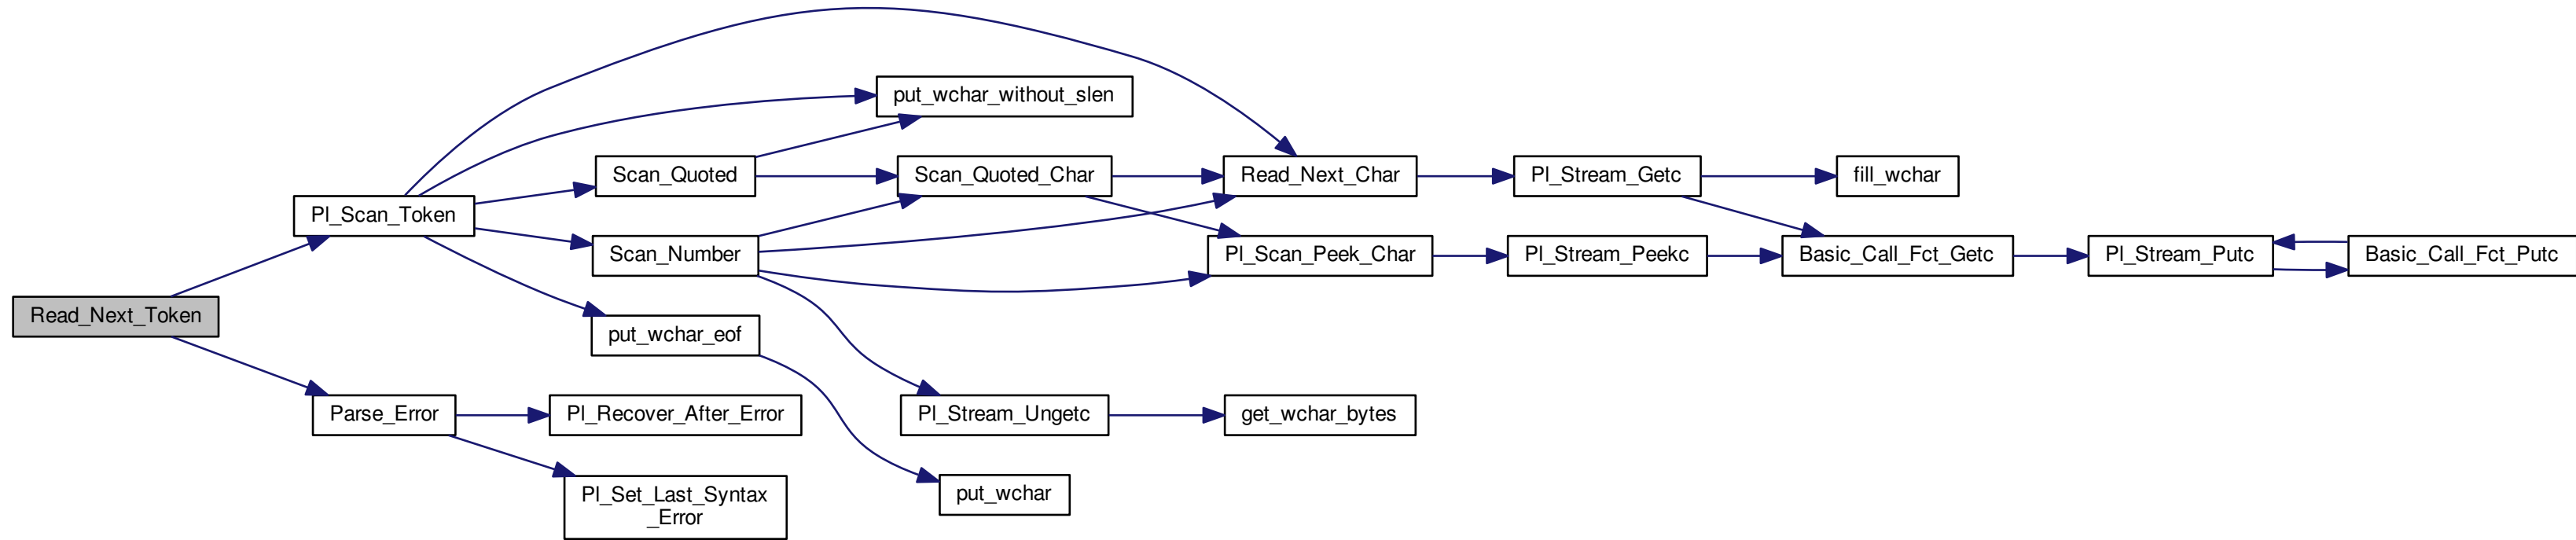 put_wchar_without_slen
Scan_Quoted
Scan_Quoted_Char
Read_Next_Char
Pl_Stream_Getc
fill_wchar
Pl_Scan_Token
Scan_Number
Pl_Scan_Peek_Char
Pl_Stream_Peekc
Basic_Call_Fct_Getc
Pl_Stream_Putc
Basic_Call_Fct_Putc
Read_Next_Token
put_wchar_eof
Parse_Error
Pl_Recover_After_Error
Pl_Stream_Ungetc
get_wchar_bytes
Pl_Set_Last_Syntax
_Error
put_wchar